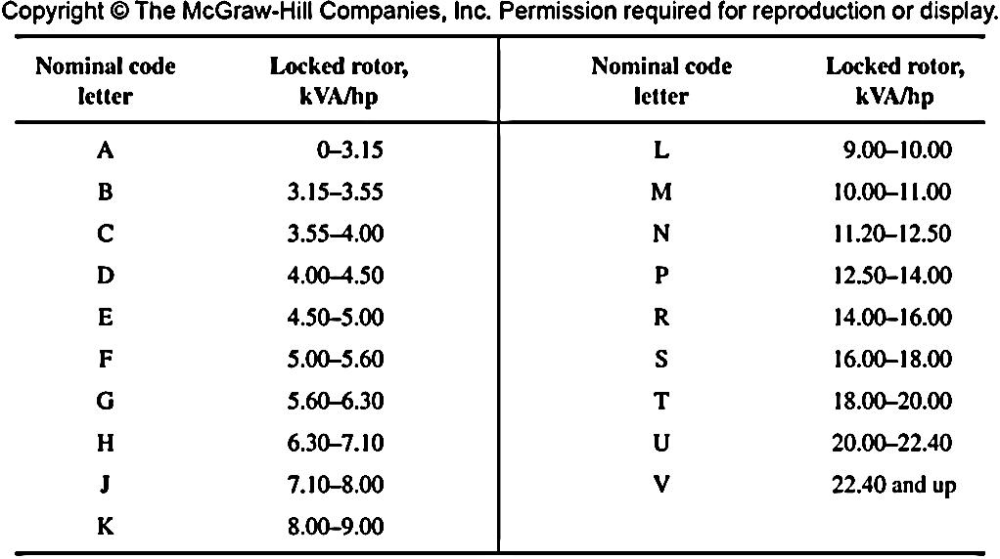 Copyright © The McGraw-Hill Companies, Inc. Permission required for reproduction or display.
Nominal code letter Locked rotor, kVA/hp Nominal code letter Locked rotor, kVA/hp
A 0–3.15 L 9.00–10.00
B 3.15–3.55 M 10.00–11.00
C 3.55–4.00 N 11.20–12.50
D 4.00–4.50 P 12.50–14.00
E 4.50–5.00 R 14.00–16.00
F 5.00–5.60 S 16.00–18.00
G 5.60–6.30 T 18.00–20.00
H 6.30–7.10 U 20.00–22.40
J 7.10–8.00 V 22.40 and up
K 8.00–9.00